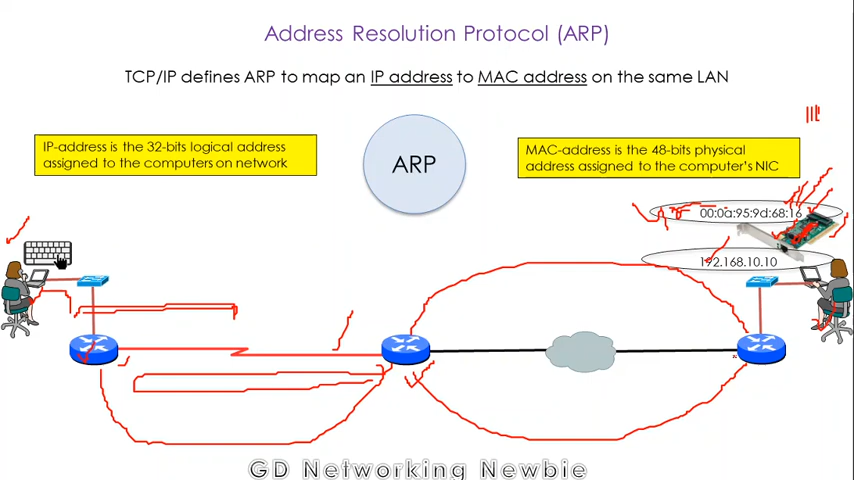 Address Resolution Protocol (ARP)
TCP/IP defines ARP to map an IP address to MAC address on the same LAN
IP-address is the 32-bits logical address
assigned to the computers on network
ARP
MAC-address is the 48-bits physical
address assigned to the computer's NIC
00:0a:95:9d:68:16
192.168.10.10
GD Networking Newbie